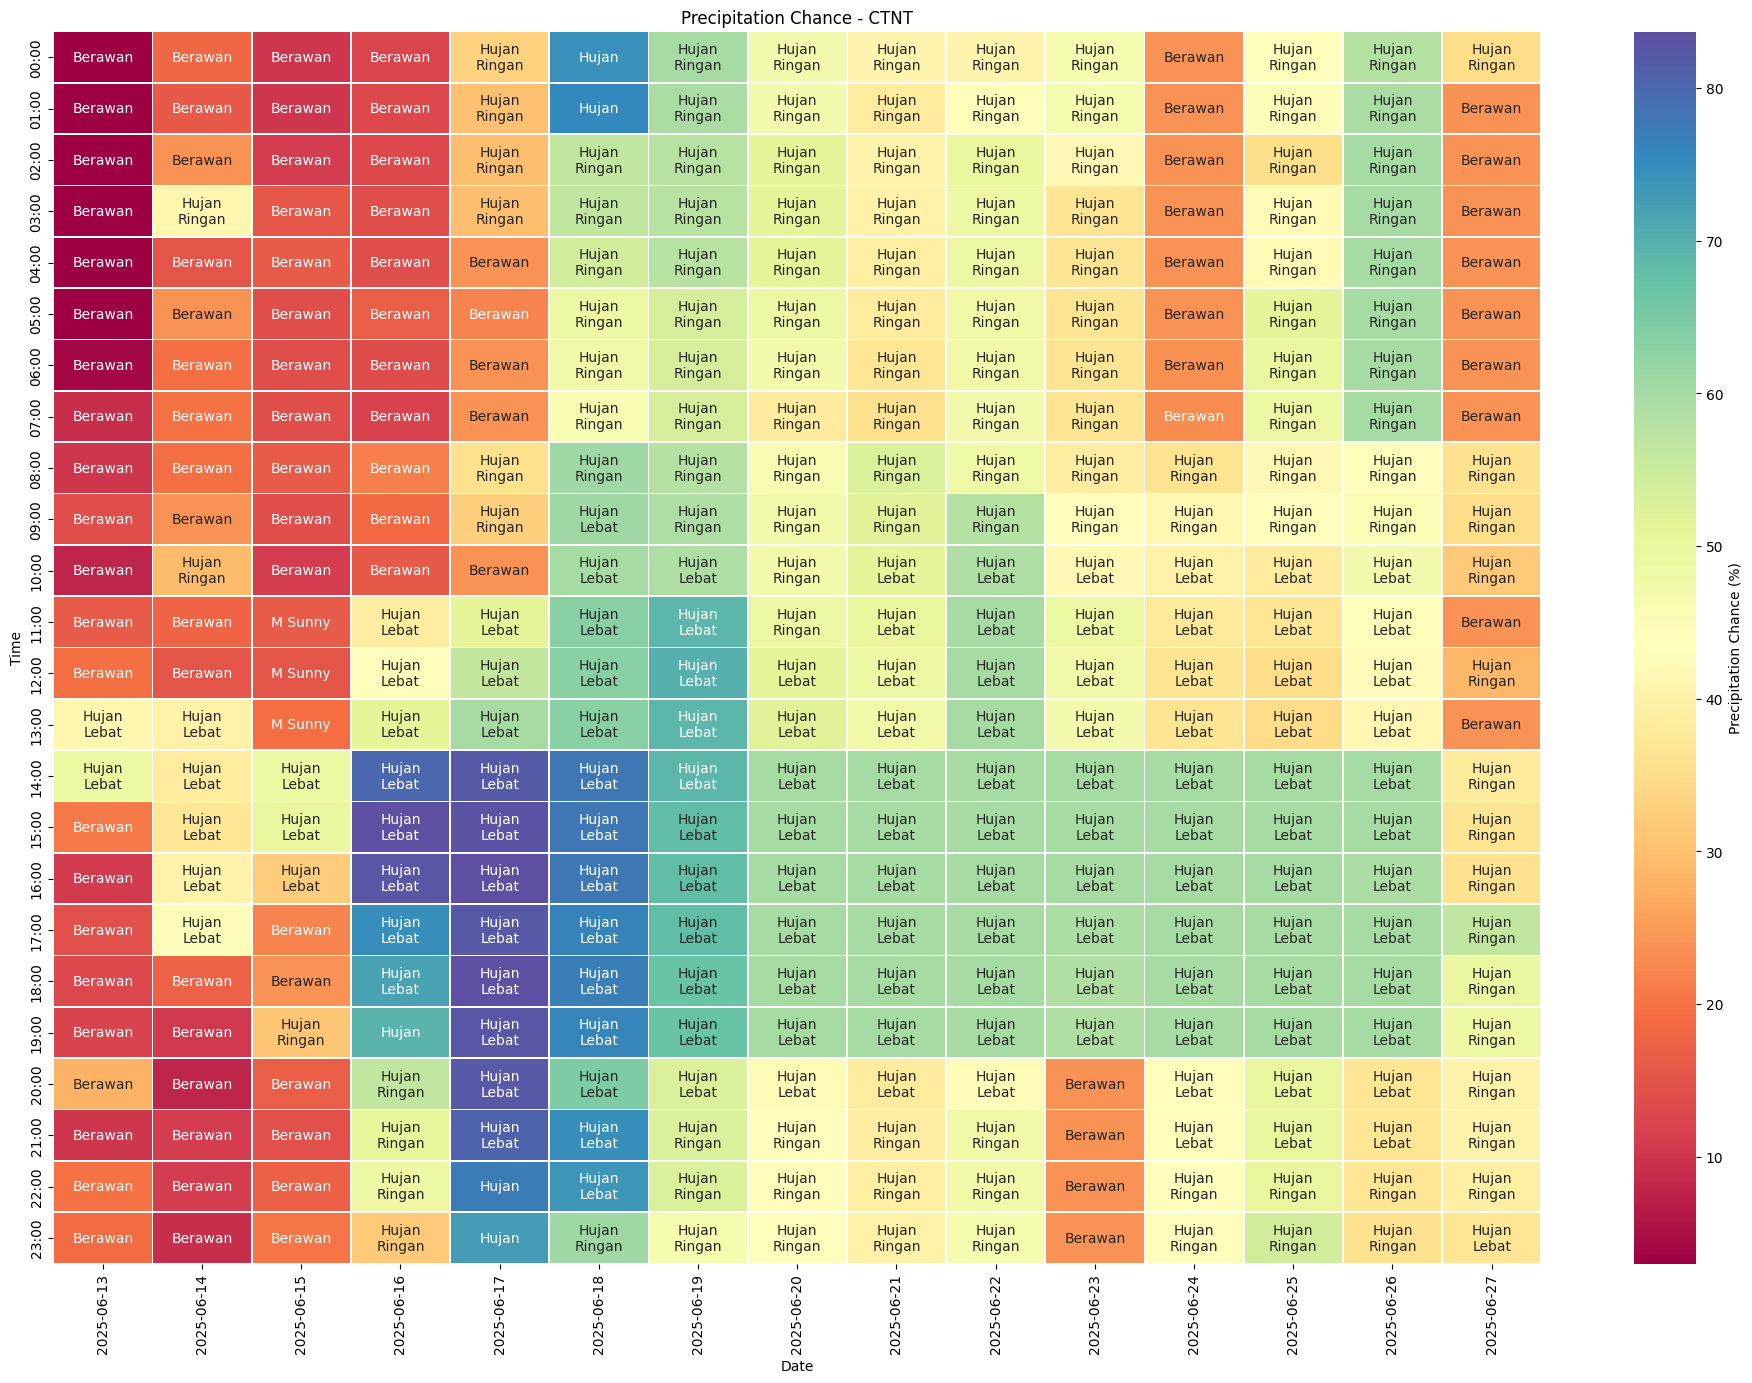 Precipitation Chance - CTNT
00:00 Berawan Berawan Berawan Berawan Hujan Ringan Hujan Hujan Ringan Hujan Ringan Hujan Ringan Hujan Ringan Hujan Ringan Berawan Hujan Ringan Hujan Ringan Hujan Ringan
01:00 Berawan Berawan Berawan Berawan Hujan Ringan Hujan Hujan Ringan Hujan Ringan Hujan Ringan Hujan Ringan Hujan Ringan Berawan Hujan Ringan Hujan Ringan Berawan
02:00 Berawan Berawan Berawan Berawan Hujan Ringan Hujan Ringan Hujan Ringan Hujan Ringan Hujan Ringan Hujan Ringan Hujan Ringan Berawan Hujan Ringan Hujan Ringan Berawan
03:00 Berawan Hujan Ringan Berawan Berawan Hujan Ringan Hujan Ringan Hujan Ringan Hujan Ringan Hujan Ringan Hujan Ringan Hujan Ringan Berawan Hujan Ringan Hujan Ringan Berawan
04:00 Berawan Berawan Berawan Berawan Berawan Hujan Ringan Hujan Ringan Hujan Ringan Hujan Ringan Hujan Ringan Hujan Ringan Berawan Hujan Ringan Hujan Ringan Berawan
05:00 Berawan Berawan Berawan Berawan Berawan Hujan Ringan Hujan Ringan Hujan Ringan Hujan Ringan Hujan Ringan Hujan Ringan Berawan Hujan Ringan Hujan Ringan Berawan
06:00 Berawan Berawan Berawan Berawan Berawan Hujan Ringan Hujan Ringan Hujan Ringan Hujan Ringan Hujan Ringan Hujan Ringan Berawan Hujan Ringan Hujan Ringan Berawan
07:00 Berawan Berawan Berawan Berawan Berawan Hujan Ringan Hujan Ringan Hujan Ringan Hujan Ringan Hujan Ringan Hujan Ringan Berawan Hujan Ringan Hujan Ringan Berawan
08:00 Berawan Berawan Berawan Berawan Hujan Ringan Hujan Ringan Hujan Ringan Hujan Ringan Hujan Ringan Hujan Ringan Hujan Ringan Hujan Ringan Hujan Ringan Hujan Ringan Hujan Ringan
09:00 Berawan Berawan Berawan Berawan Hujan Ringan Hujan Lebat Hujan Ringan Hujan Ringan Hujan Ringan Hujan Ringan Hujan Ringan Hujan Ringan Hujan Ringan Hujan Ringan Hujan Ringan
10:00 Berawan Hujan Ringan Berawan Berawan Berawan Hujan Lebat Hujan Lebat Hujan Ringan Hujan Lebat Hujan Lebat Hujan Lebat Hujan Lebat Hujan Lebat Hujan Lebat Hujan Ringan
11:00 Berawan Berawan M Sunny Hujan Lebat Hujan Lebat Hujan Lebat Hujan Lebat Hujan Ringan Hujan Lebat Hujan Lebat Hujan Lebat Hujan Lebat Hujan Lebat Hujan Lebat Berawan
12:00 Berawan Berawan M Sunny Hujan Lebat Hujan Lebat Hujan Lebat Hujan Lebat Hujan Lebat Hujan Lebat Hujan Lebat Hujan Lebat Hujan Lebat Hujan Lebat Hujan Lebat Hujan Ringan
13:00 Hujan Lebat Hujan Lebat M Sunny Hujan Lebat Hujan Lebat Hujan Lebat Hujan Lebat Hujan Lebat Hujan Lebat Hujan Lebat Hujan Lebat Hujan Lebat Hujan Lebat Hujan Lebat Berawan
14:00 Hujan Lebat Hujan Lebat Hujan Lebat Hujan Lebat Hujan Lebat Hujan Lebat Hujan Lebat Hujan Lebat Hujan Lebat Hujan Lebat Hujan Lebat Hujan Lebat Hujan Lebat Hujan Lebat Hujan Ringan
15:00 Berawan Hujan Lebat Hujan Lebat Hujan Lebat Hujan Lebat Hujan Lebat Hujan Lebat Hujan Lebat Hujan Lebat Hujan Lebat Hujan Lebat Hujan Lebat Hujan Lebat Hujan Lebat Hujan Ringan
16:00 Berawan Hujan Lebat Hujan Lebat Hujan Lebat Hujan Lebat Hujan Lebat Hujan Lebat Hujan Lebat Hujan Lebat Hujan Lebat Hujan Lebat Hujan Lebat Hujan Lebat Hujan Lebat Hujan Ringan
17:00 Berawan Hujan Lebat Berawan Hujan Lebat Hujan Lebat Hujan Lebat Hujan Lebat Hujan Lebat Hujan Lebat Hujan Lebat Hujan Lebat Hujan Lebat Hujan Lebat Hujan Lebat Hujan Ringan
18:00 Berawan Berawan Berawan Hujan Lebat Hujan Lebat Hujan Lebat Hujan Lebat Hujan Lebat Hujan Lebat Hujan Lebat Hujan Lebat Hujan Lebat Hujan Lebat Hujan Lebat Hujan Ringan
19:00 Berawan Berawan Hujan Ringan Hujan Hujan Lebat Hujan Lebat Hujan Lebat Hujan Lebat Hujan Lebat Hujan Lebat Hujan Lebat Hujan Lebat Hujan Lebat Hujan Lebat Hujan Ringan
20:00 Berawan Berawan Berawan Hujan Ringan Hujan Lebat Hujan Lebat Hujan Lebat Hujan Lebat Hujan Lebat Hujan Lebat Berawan Hujan Lebat Hujan Lebat Hujan Lebat Hujan Ringan
21:00 Berawan Berawan Berawan Hujan Ringan Hujan Lebat Hujan Lebat Hujan Ringan Hujan Ringan Hujan Ringan Hujan Ringan Berawan Hujan Lebat Hujan Lebat Hujan Lebat Hujan Ringan
22:00 Berawan Berawan Berawan Hujan Ringan Hujan Hujan Lebat Hujan Ringan Hujan Ringan Hujan Ringan Hujan Ringan Berawan Hujan Ringan Hujan Ringan Hujan Ringan Hujan Ringan
23:00 Berawan Berawan Berawan Hujan Ringan Hujan Hujan Ringan Hujan Ringan Hujan Ringan Hujan Ringan Hujan Ringan Berawan Hujan Ringan Hujan Ringan Hujan Ringan Hujan Lebat
Time
2025-06-13 2025-06-14 2025-06-15 2025-06-16 2025-06-17 2025-06-18 2025-06-19 2025-06-20 2025-06-21 2025-06-22 2025-06-23 2025-06-24 2025-06-25 2025-06-26 2025-06-27
Date
80
70
60
50
40
30
20
10
Precipitation Chance (%)